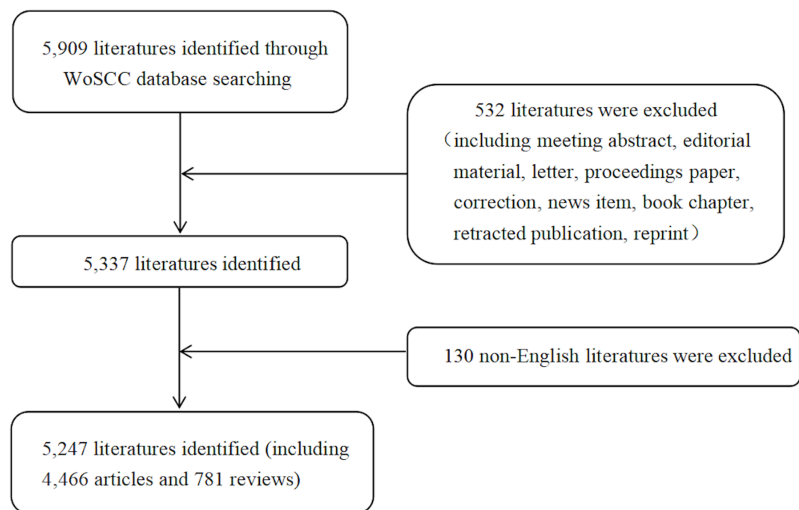 5,909 literatures identified through
WoSCC database searching
532 literatures were excluded
（including meeting abstract, editorial
material, letter, proceedings paper,
correction, news item, book chapter,
retracted publication, reprint）
5,337 literatures identified
130 non-English literatures were excluded
5,247 literatures identified (including
4,466 articles and 781 reviews)